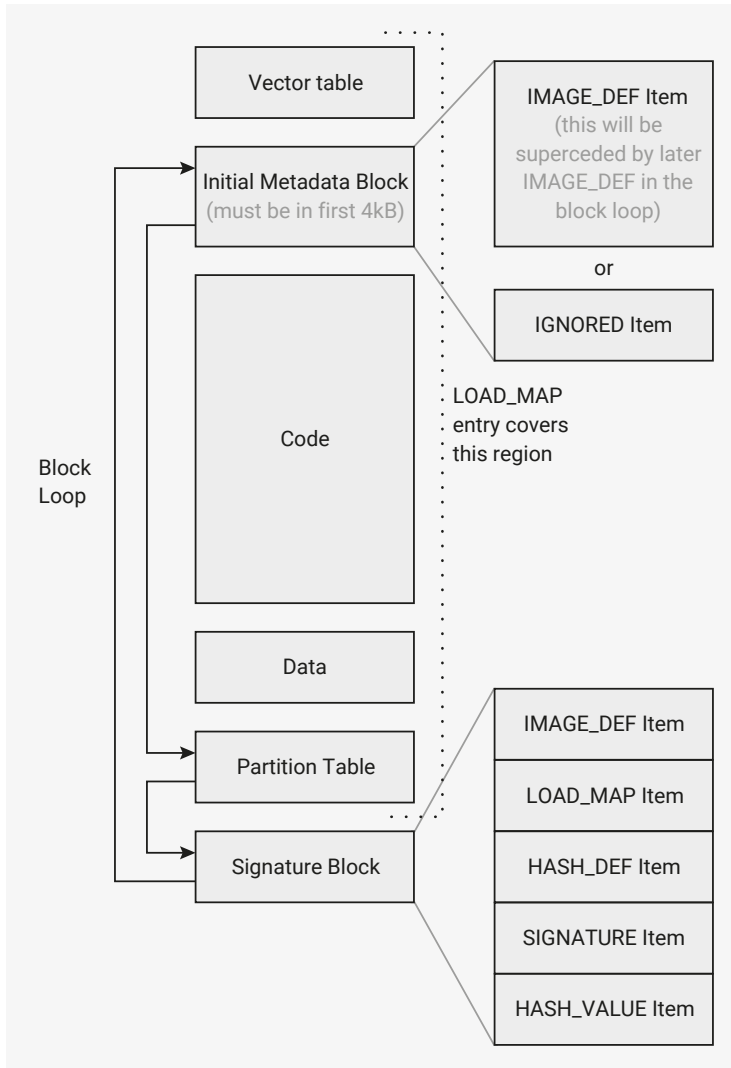 Vector table
Initial Metadata Block
(must be in first 4kB)
IMAGE_DEF Item
(this will be
superceded by later
IMAGE_DEF in the
block loop)
or
IGNORED Item
LOAD_MAP
entry covers
this region
Code
Block
Loop
Data
Partition Table
Signature Block
IMAGE_DEF Item
LOAD_MAP Item
HASH_DEF Item
SIGNATURE Item
HASH_VALUE Item